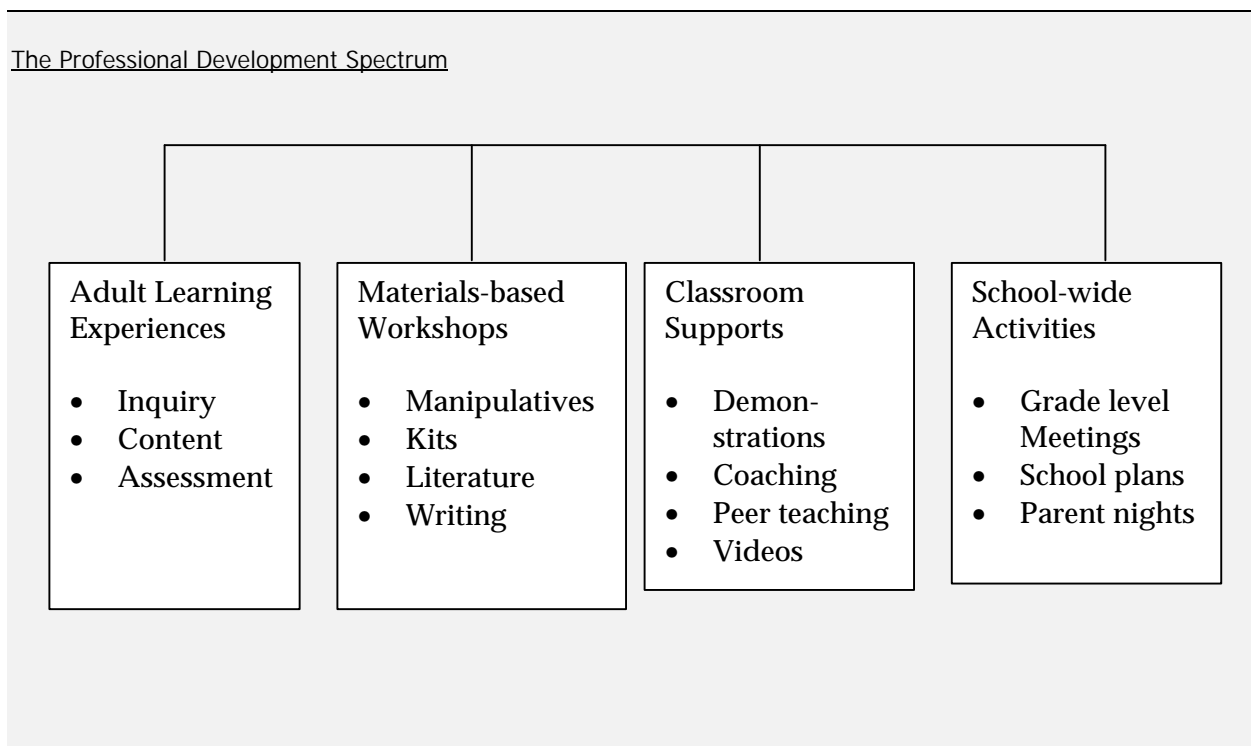 The Professional Development Spectrum
Adult Learning
Experiences
• Inquiry
• Content
• Assessment
Materials-based
Workshops
• Manipulatives
• Kits
• Literature
• Writing
Classroom
Supports
• Demon-
strations
• Coaching
• Peer teaching
• Videos
School-wide
Activities
• Grade level
Meetings
• School plans
• Parent nights